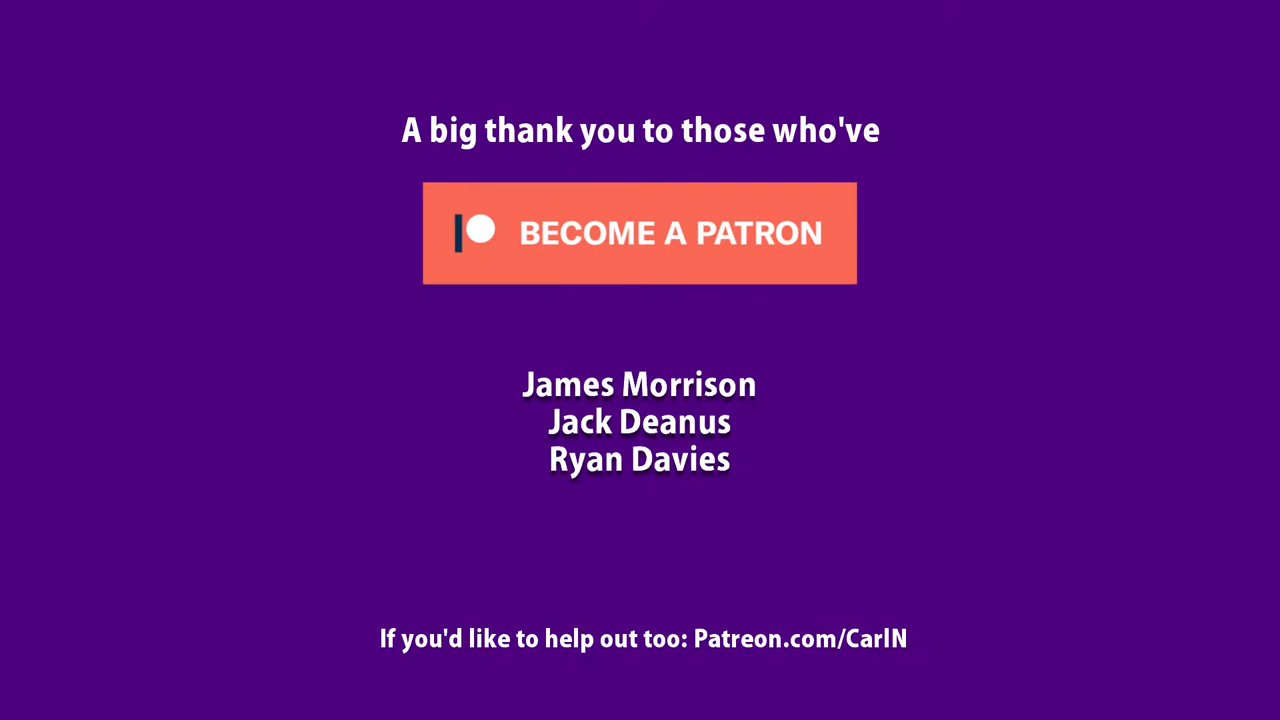 A big thank you to those who've
BECOME A PATRON
James Morrison
Jack Deanus
Ryan Davies
If you'd like to help out too: Patreon.com/CarlN